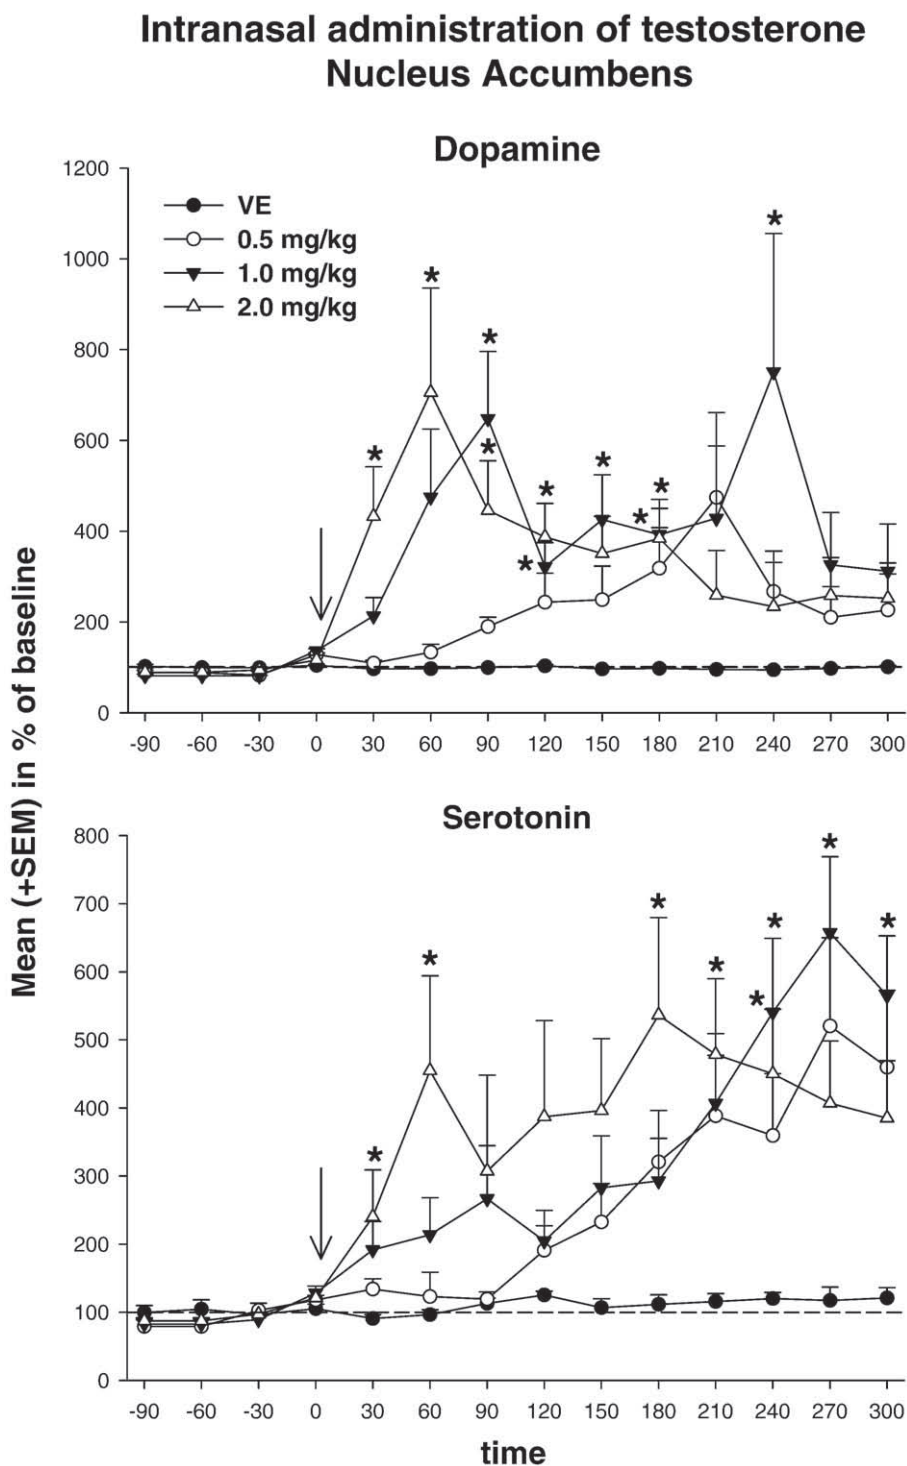 Intranasal administration of testosterone
Nucleus Accumbens
Mean (+SEM) in % of baseline
Dopamine
1200
1000
800
600
400
200
0
VE
0.5 mg/kg
1.0 mg/kg
2.0 mg/kg
* * * * * * * * * *
-90 -60 -30 0 30 60 90 120 150 180 210 240 270 300
Serotonin
800
700
600
500
400
300
200
100
0
* * * * * * * *
-90 -60 -30 0 30 60 90 120 150 180 210 240 270 300
time